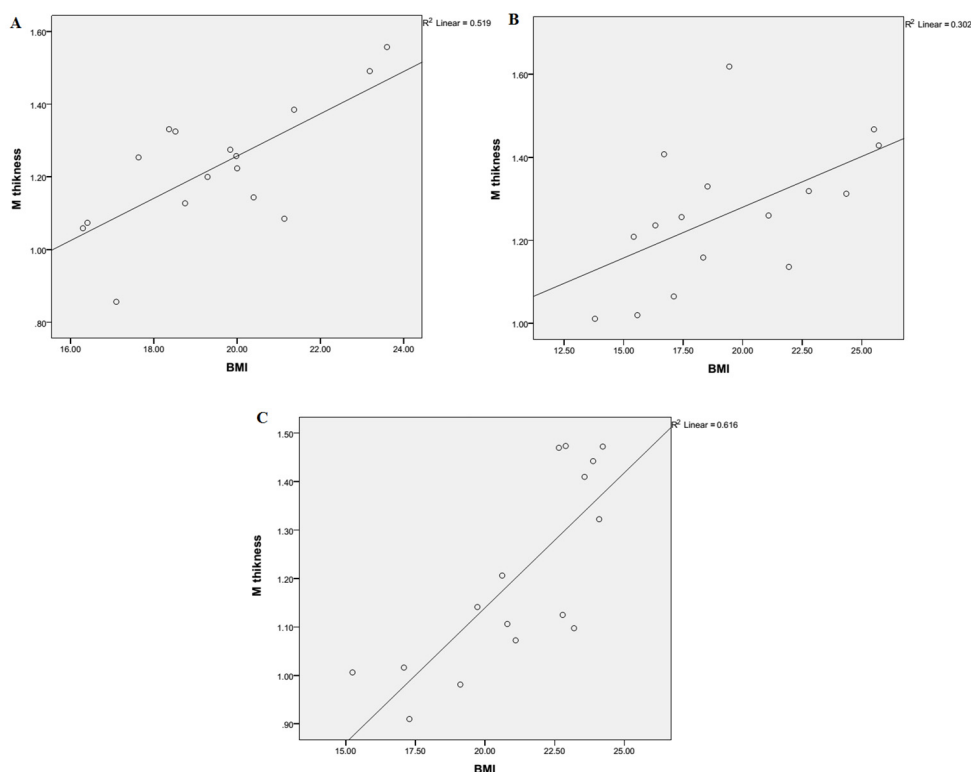 A
R² Linear = 0.519
1.60
1.40
1.20
1.00
.80
M thikness
16.00 18.00 20.00 22.00 24.00
BMI
B
R² Linear = 0.302
1.60
1.40
1.20
1.00
M thikness
12.50 15.00 17.50 20.00 22.50 25.00
BMI
C
R² Linear = 0.616
1.50
1.40
1.30
1.20
1.10
1.00
.90
M thikness
15.00 17.50 20.00 22.50 25.00
BMI